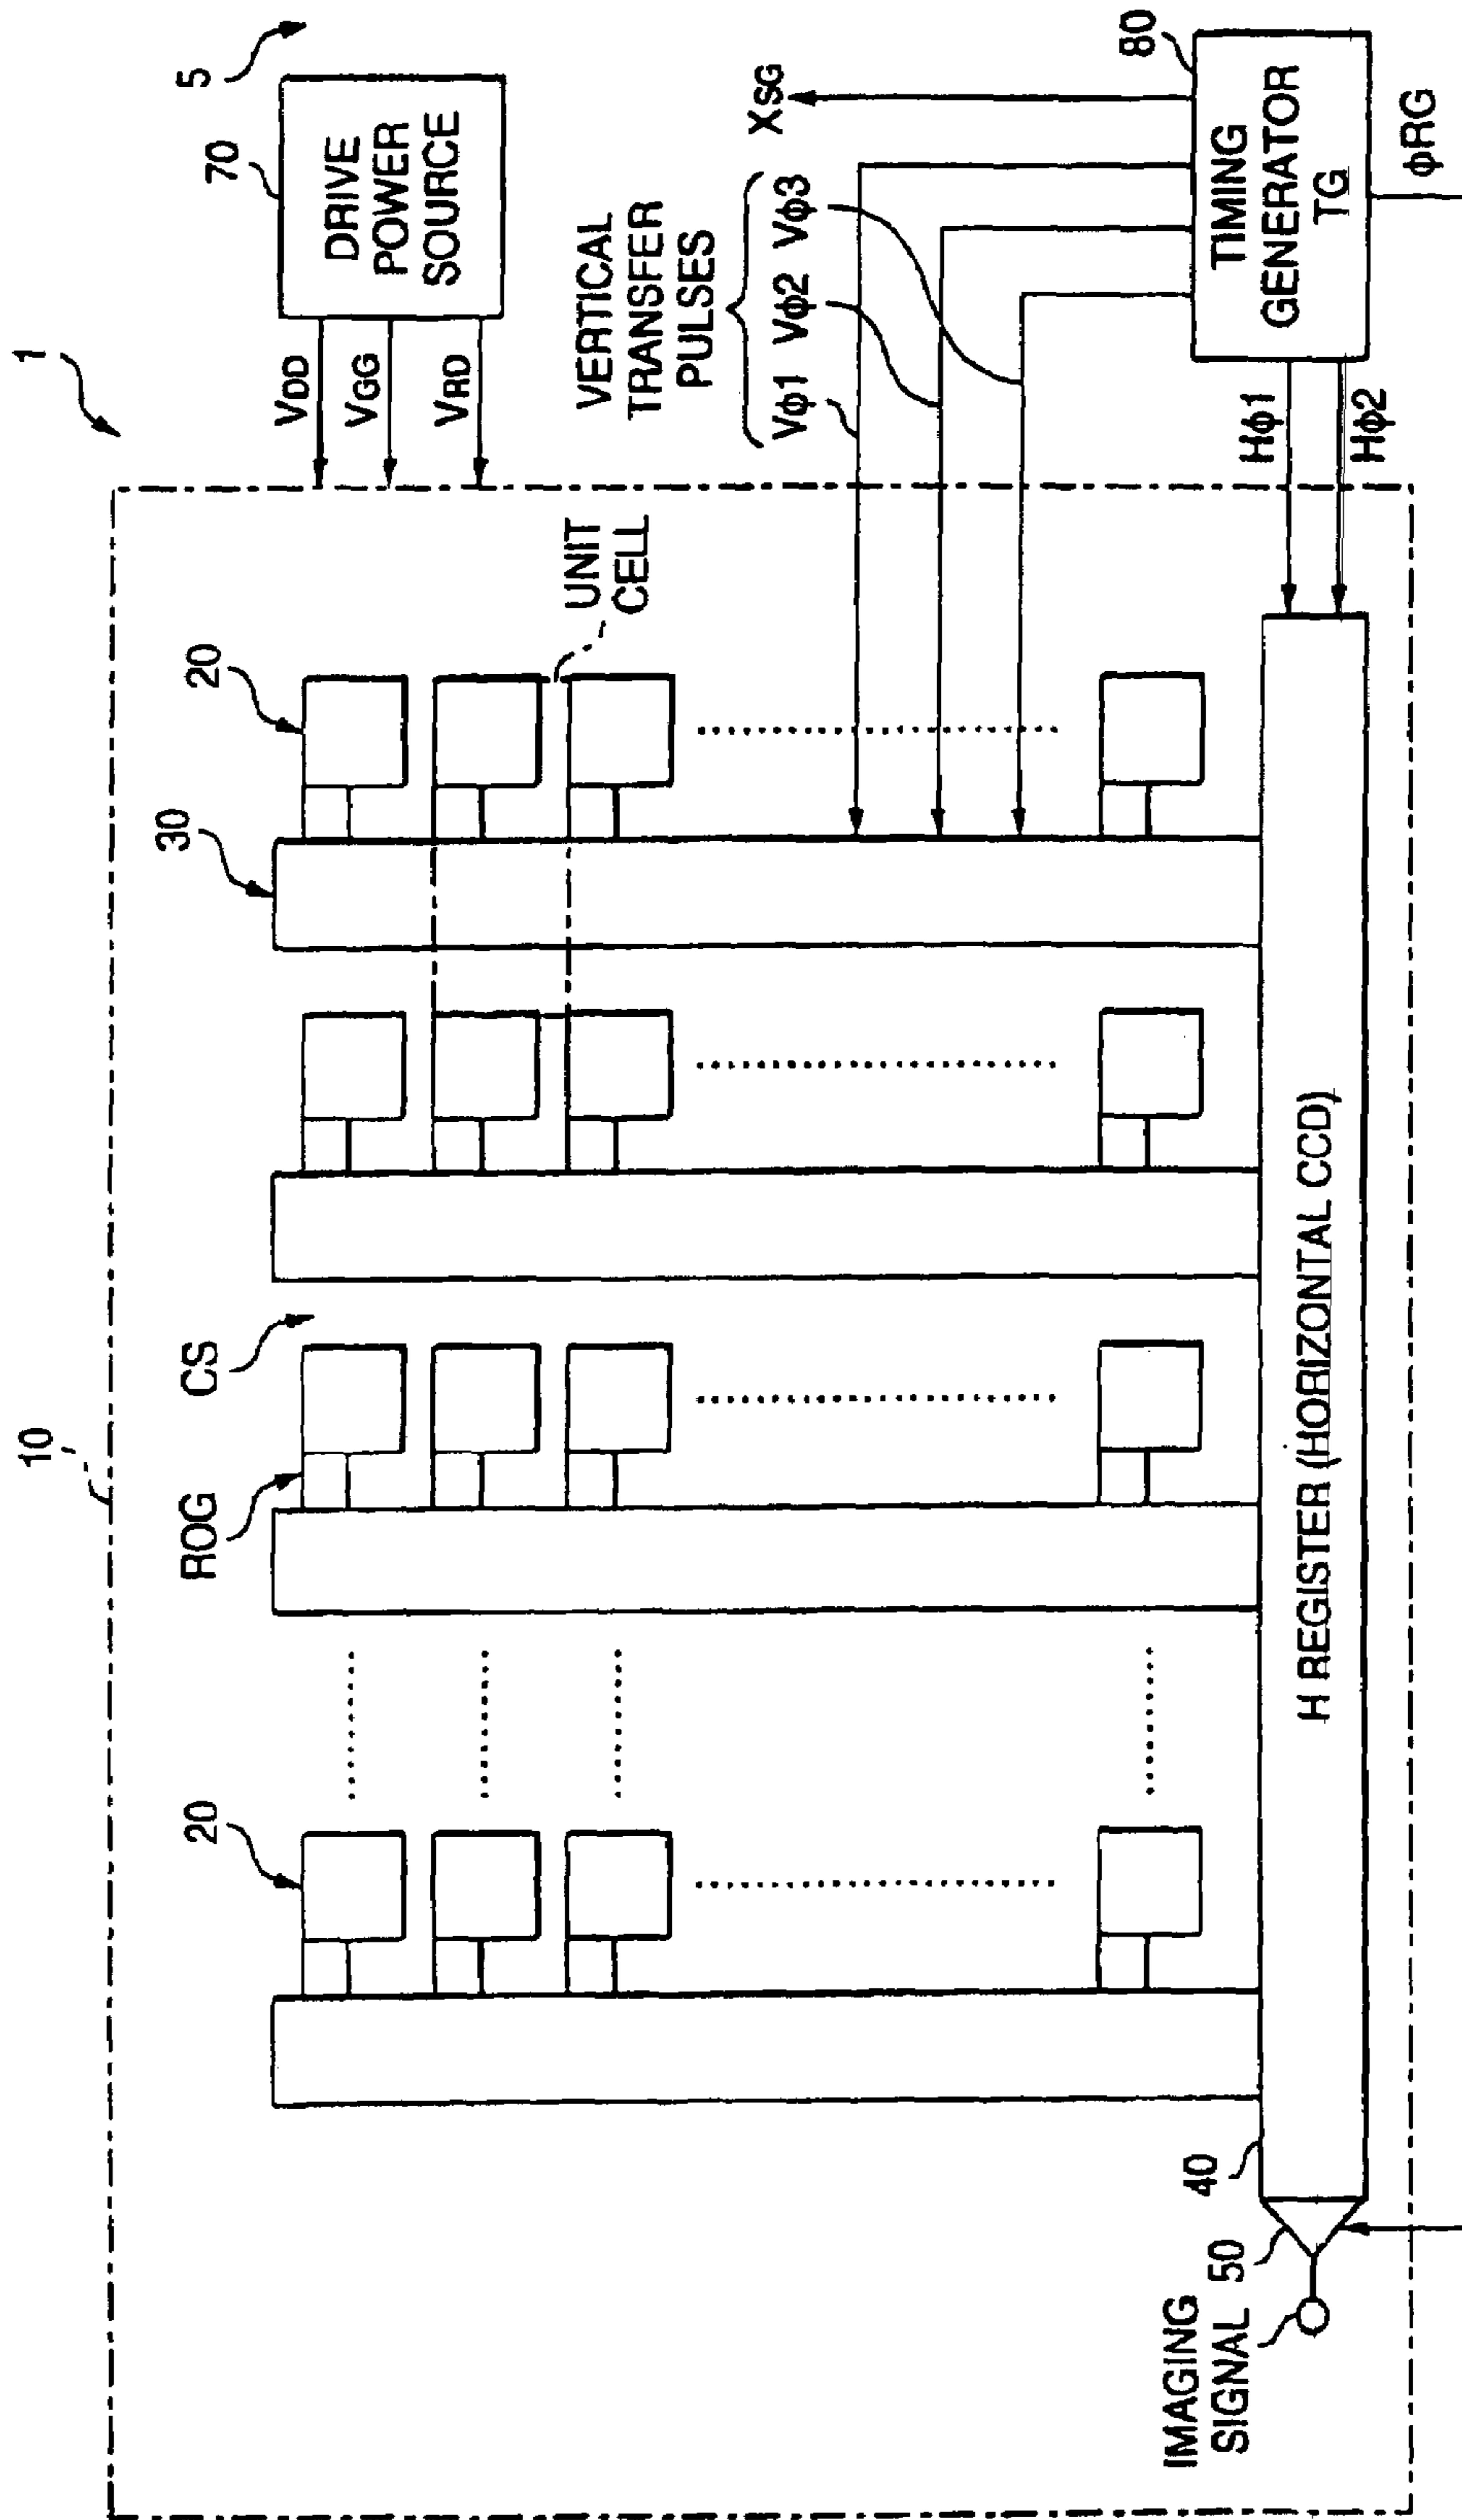 1
5
10
70
DRIVE
POWER
SOURCE
VDD
VGG
VRD
20
ROG
CS
30
20
UNIT
CELL
VERTICAL
TRANSFER
PULSES
Vϕ1 Vϕ2 Vϕ3
XSG
80
TIMING
GENERATOR
TG
Hϕ1
Hϕ2
ϕRG
40
H REGISTER (HORIZONTAL CCD)
50
IMAGING
SIGNAL